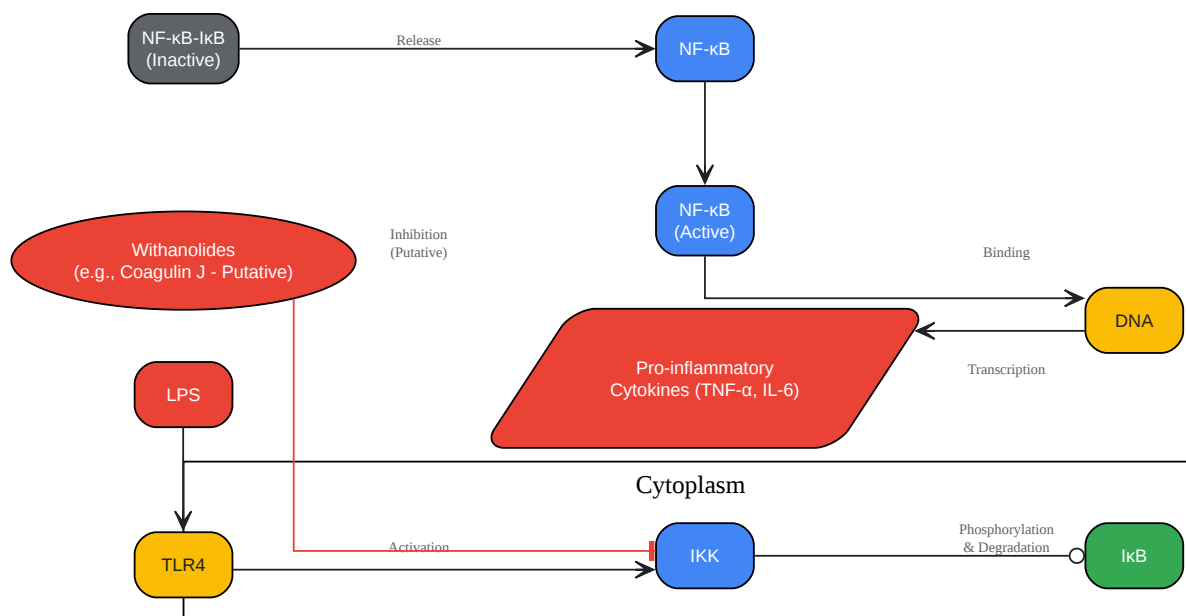 NF-κB-IκB
(Inactive)
Release
NF-κB
NF-κB
(Active)
Withanolides
(e.g., Coagulin J - Putative)
Inhibition
(Putative)
Binding
DNA
Transcription
Pro-inflammatory
Cytokines (TNF-α, IL-6)
LPS
Cytoplasm
TLR4
Activation
IKK
Phosphorylation
& Degradation
IκB